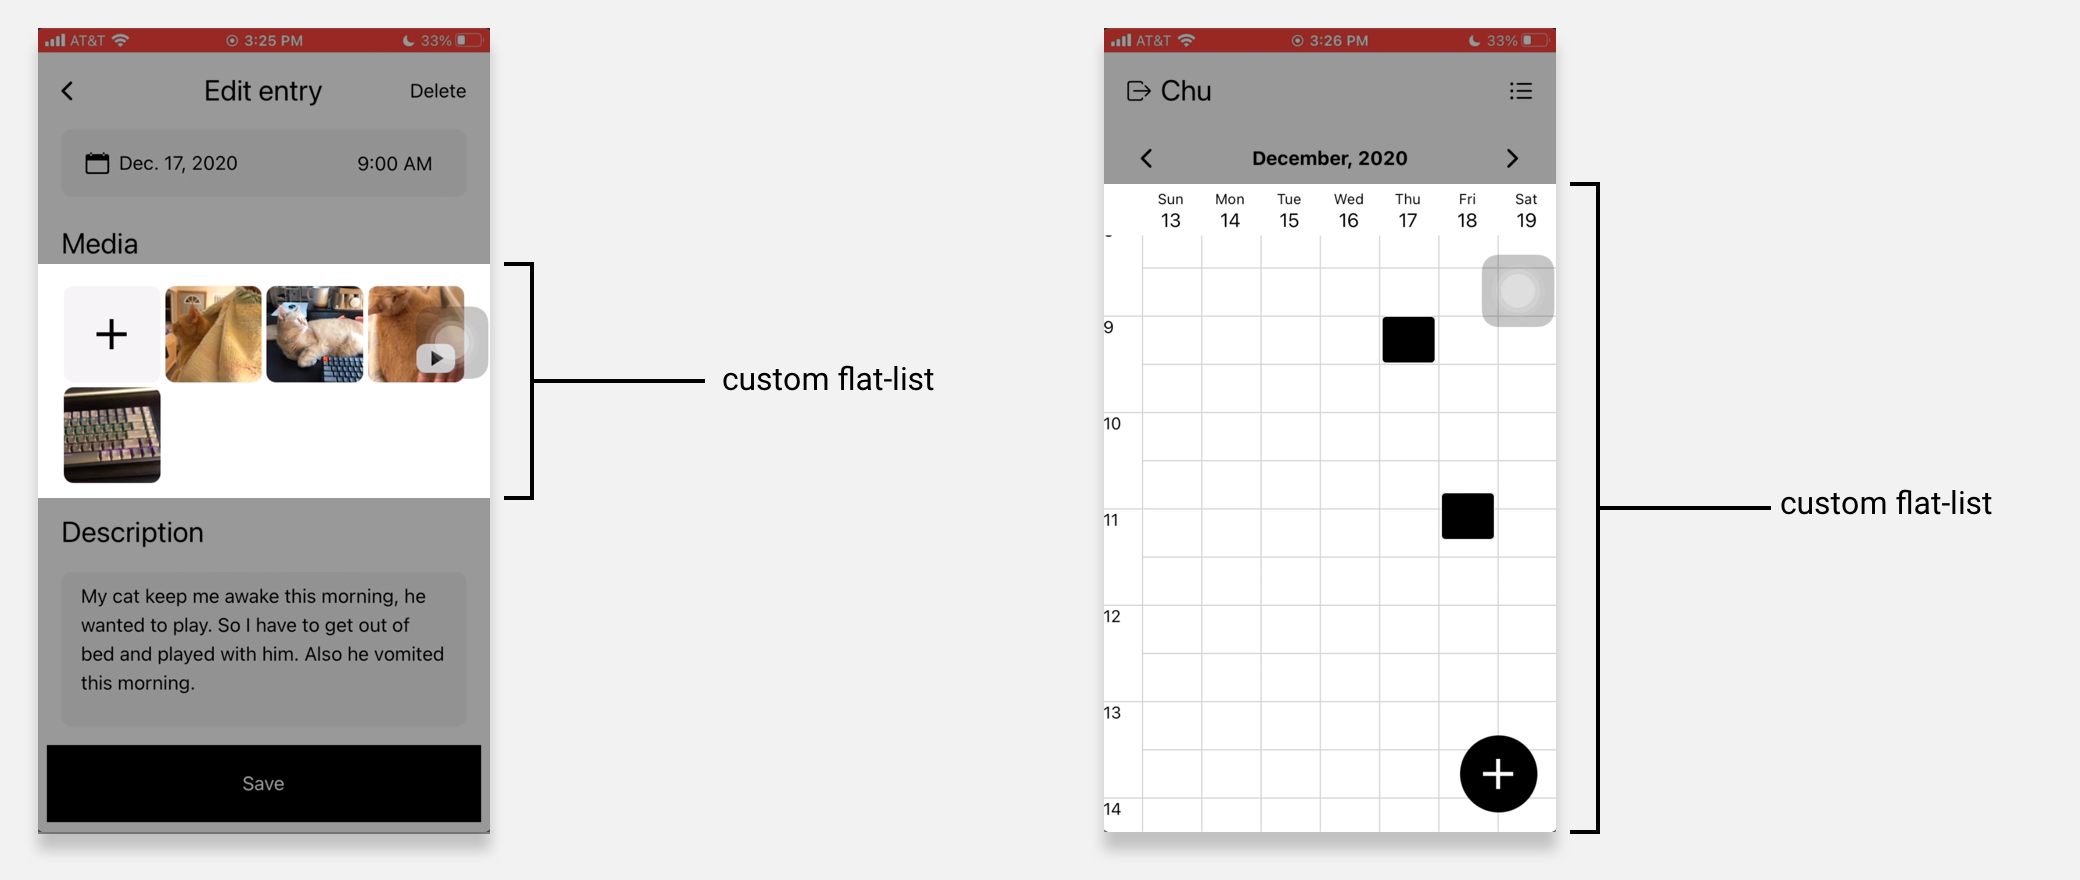 AT&T 3:25 PM 33%
Edit entry Delete
Dec. 17, 2020 9:00 AM
Media
Description
My cat keep me awake this morning, he
wanted to play. So I have to get out of
bed and played with him. Also he vomited
this morning.
Save
custom flat-list
AT&T 3:26 PM 33%
Chu
December, 2020
Sun Mon Tue Wed Thu Fri Sat
13 14 15 16 17 18 19
9
10
11
12
13
14
custom flat-list